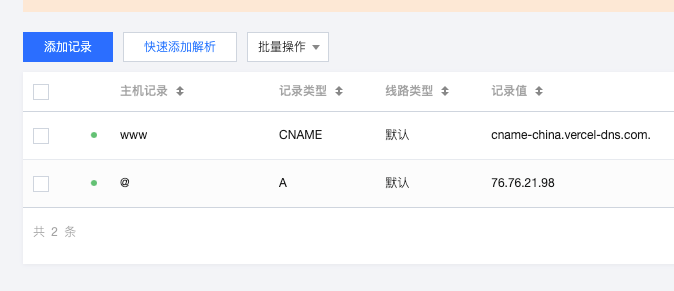 添加记录 快速添加解析 批量操作
主机记录 记录类型 线路类型 记录值
www CNAME 默认 cname-china.vercel-dns.com.
@ A 默认 76.76.21.98
共 2 条